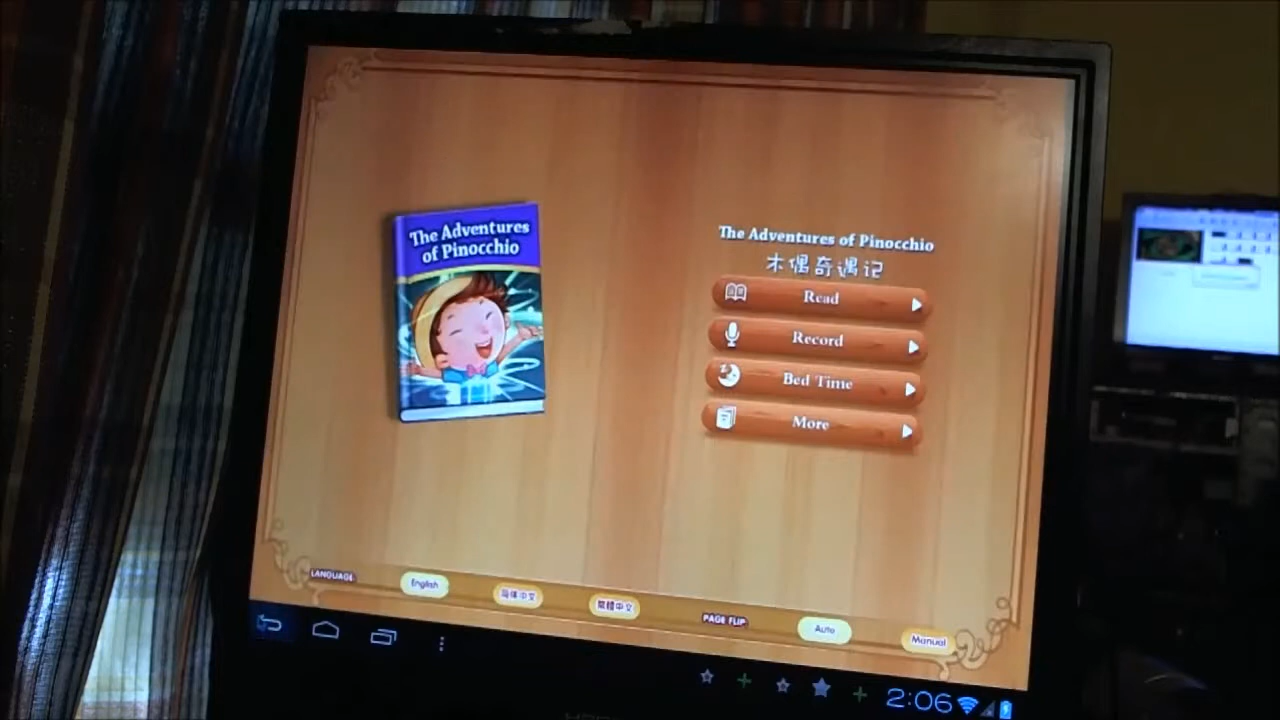 The Adventures
of Pinocchio
The Adventures of Pinocchio
木偶奇遇记
Read
Record
Bed Time
More
LANGUAGE
English
简体中文
繁體中文
PAGE FLIP
Auto
Manual
2:06